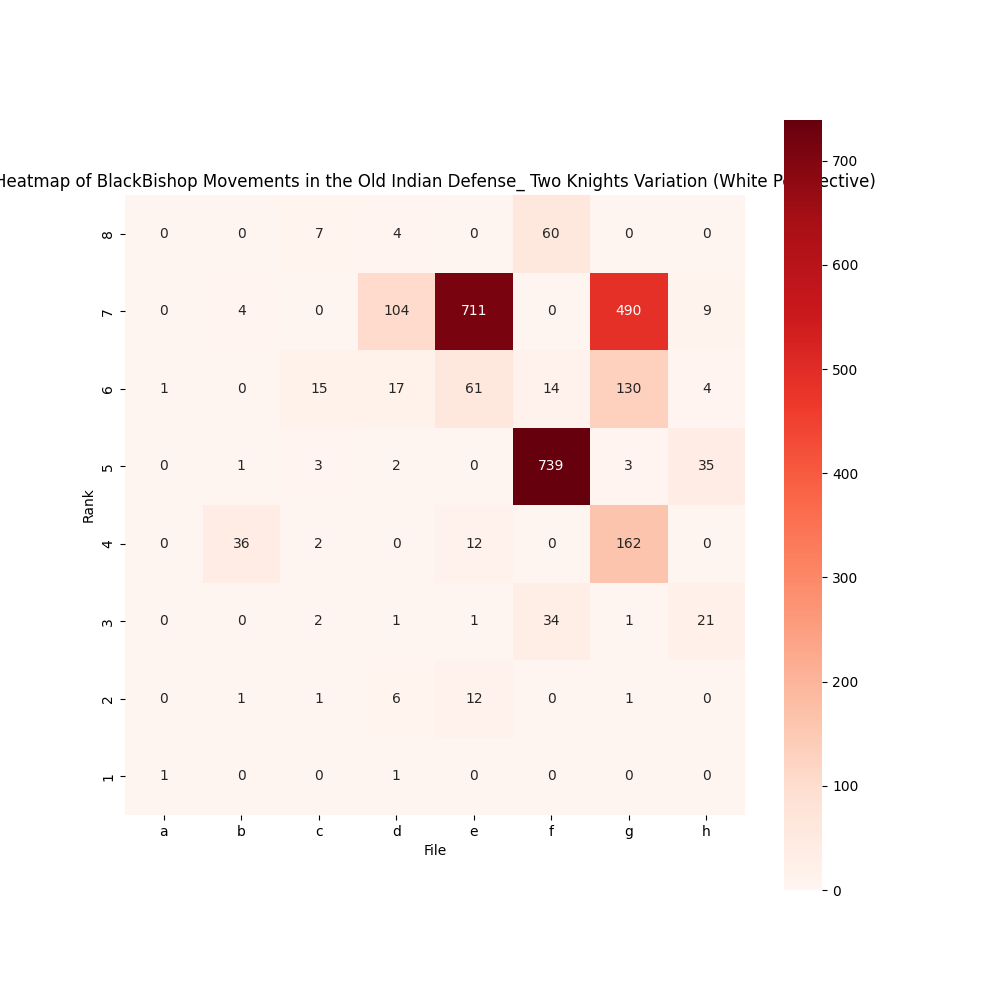 Heatmap of BlackBishop Movements in the Old Indian Defense_ Two Knights Variation (White P ective)
8 0 0 7 4 0 60 0 0
7 0 4 0 104 711 0 490 9
6 1 0 15 17 61 14 130 4
5 0 1 3 2 0 739 3 35
4 0 36 2 0 12 0 162 0
3 0 0 2 1 1 34 1 21
2 0 1 1 6 12 0 1 0
1 1 0 0 1 0 0 0 0
a b c d e f g h
File
Rank
700
600
500
400
300
200
100
0